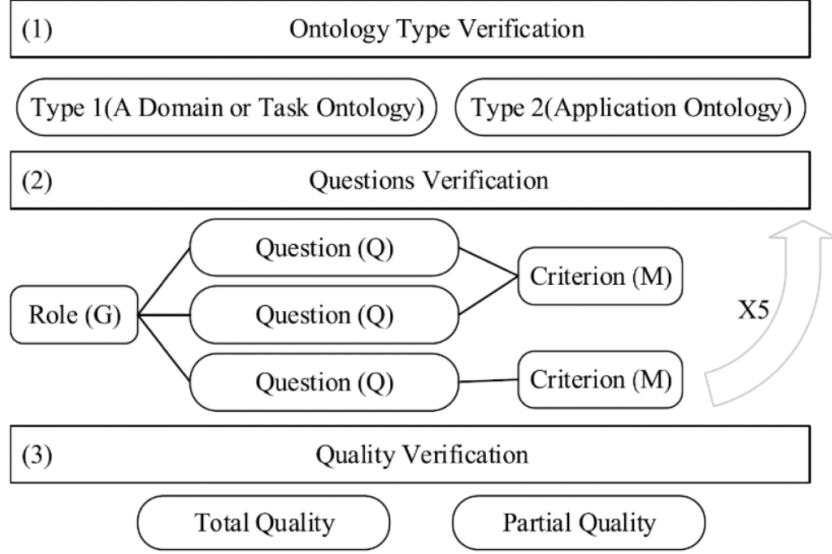 (1) Ontology Type Verification
Type 1(A Domain or Task Ontology) Type 2(Application Ontology)
(2) Questions Verification
Question (Q)
Criterion (M)
Role (G)
Question (Q)
X5
Question (Q)
Criterion (M)
(3) Quality Verification
Total Quality Partial Quality